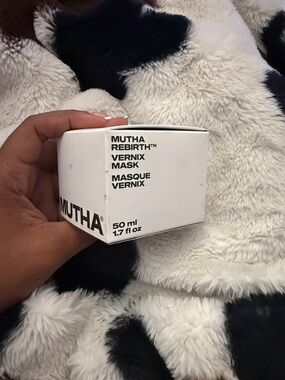 MUTHA
REBIRTH™
VERNIX
MASK
MASQUE
VERNIX
50 ml
1.7 fl oz
MUTHA®